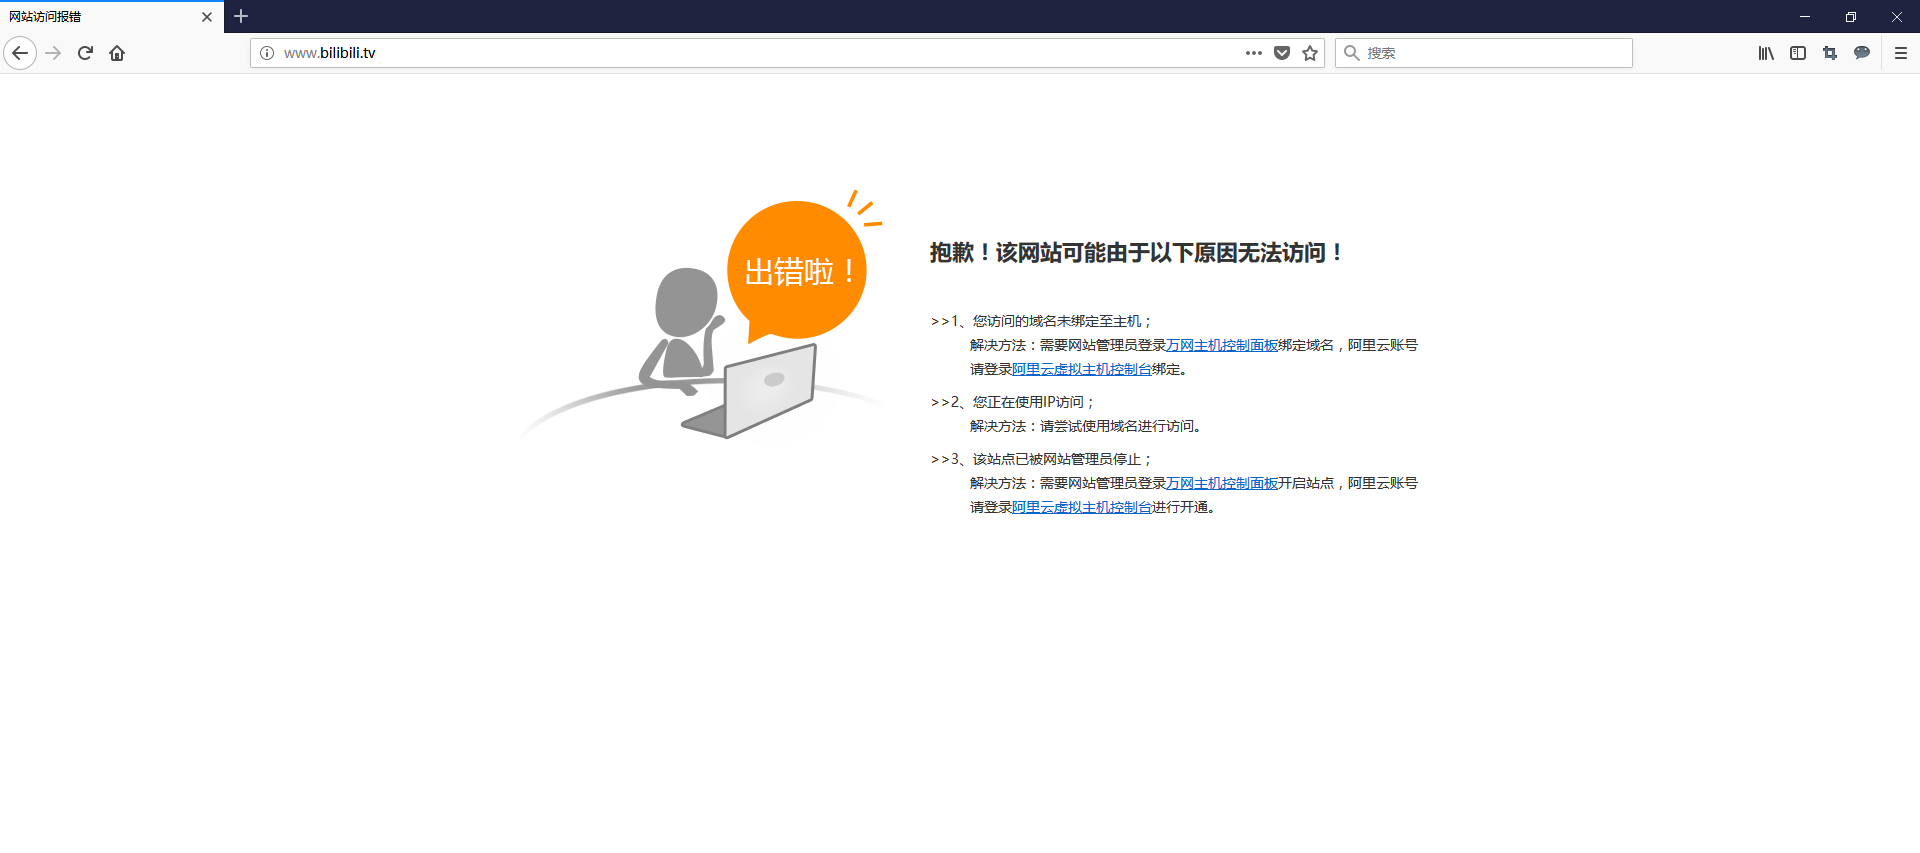 网站访问报错
www.bilibili.tv
搜索
出错啦！
抱歉！该网站可能由于以下原因无法访问！
>>1、您访问的域名未绑定至主机；
解决方法：需要网站管理员登录万网主机控制面板绑定域名，阿里云账号
请登录阿里云虚拟主机控制台绑定。
>>2、您正在使用IP访问；
解决方法：请尝试使用域名进行访问。
>>3、该站点已被网站管理员停止；
解决方法：需要网站管理员登录万网主机控制面板开启站点，阿里云账号
请登录阿里云虚拟主机控制台进行开通。